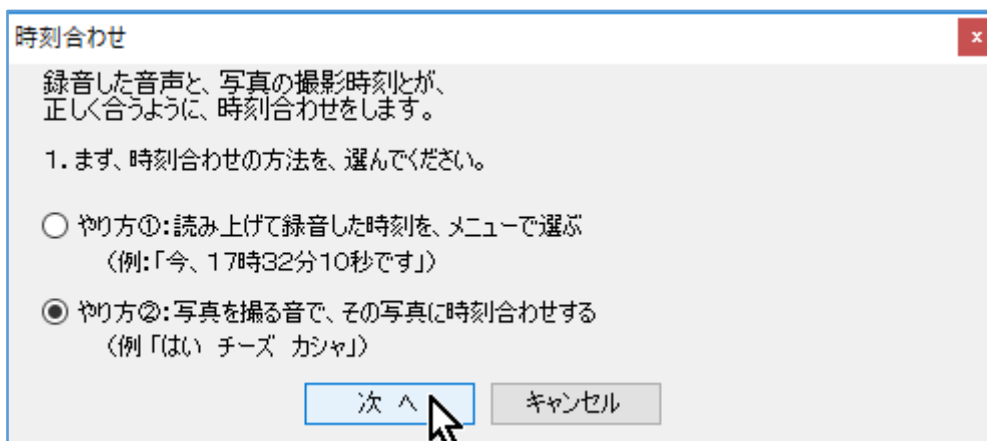 時刻合わせ
x
録音した音声と、写真の撮影時刻とが、
正しく合うように、時刻合わせをします。
1. まず、時刻合わせの方法を、選んでください。
やり方①：読み上げて録音した時刻を、メニューで選ぶ
（例：「今、17時32分10秒です」）
やり方②：写真を撮る音で、その写真に時刻合わせする
（例「はい チーズ カシャ」）
次 へ
キャンセル